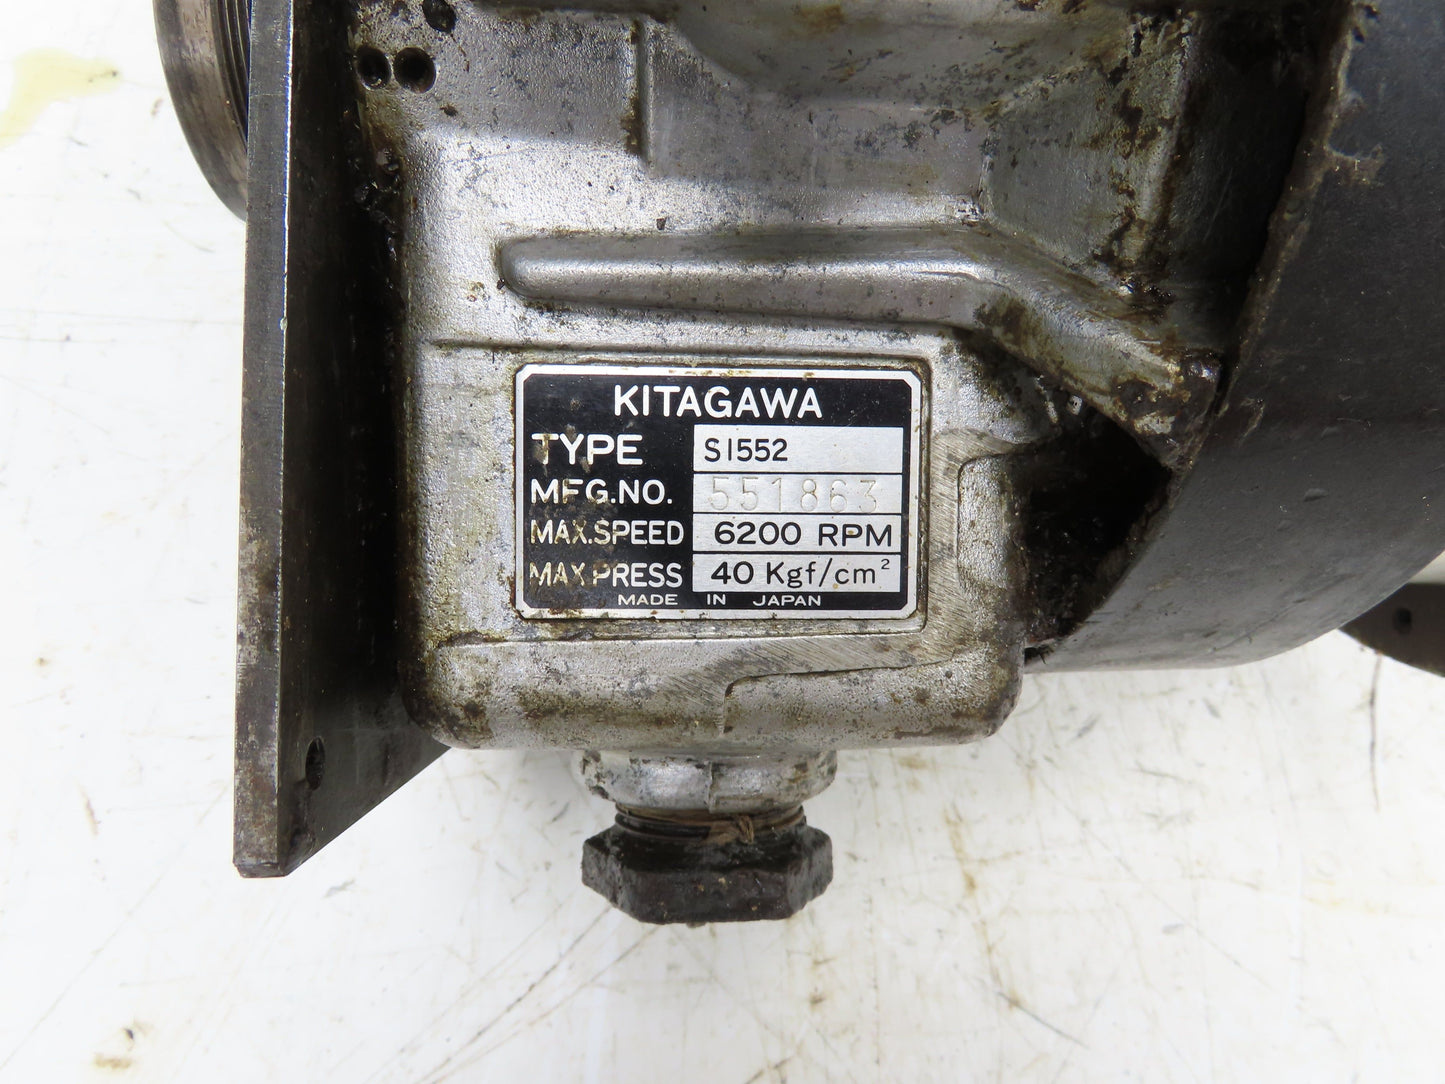 KITAGAWA
TYPE S1552
MFG.NO. 551863
MAX.SPEED 6200 RPM
MAX.PRESS 40 Kgf/cm²
MADE IN JAPAN